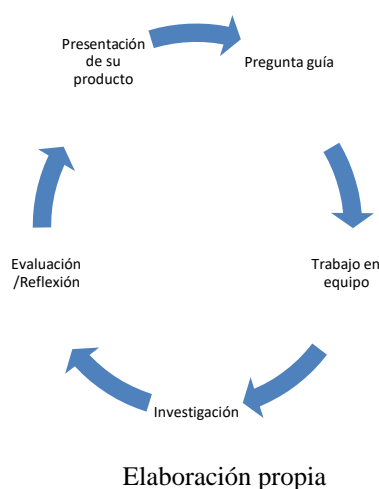 Presentación
de su
producto
Pregunta guía
Trabajo en
equipo
Investigación
Evaluación
/Reflexión
Elaboración propia